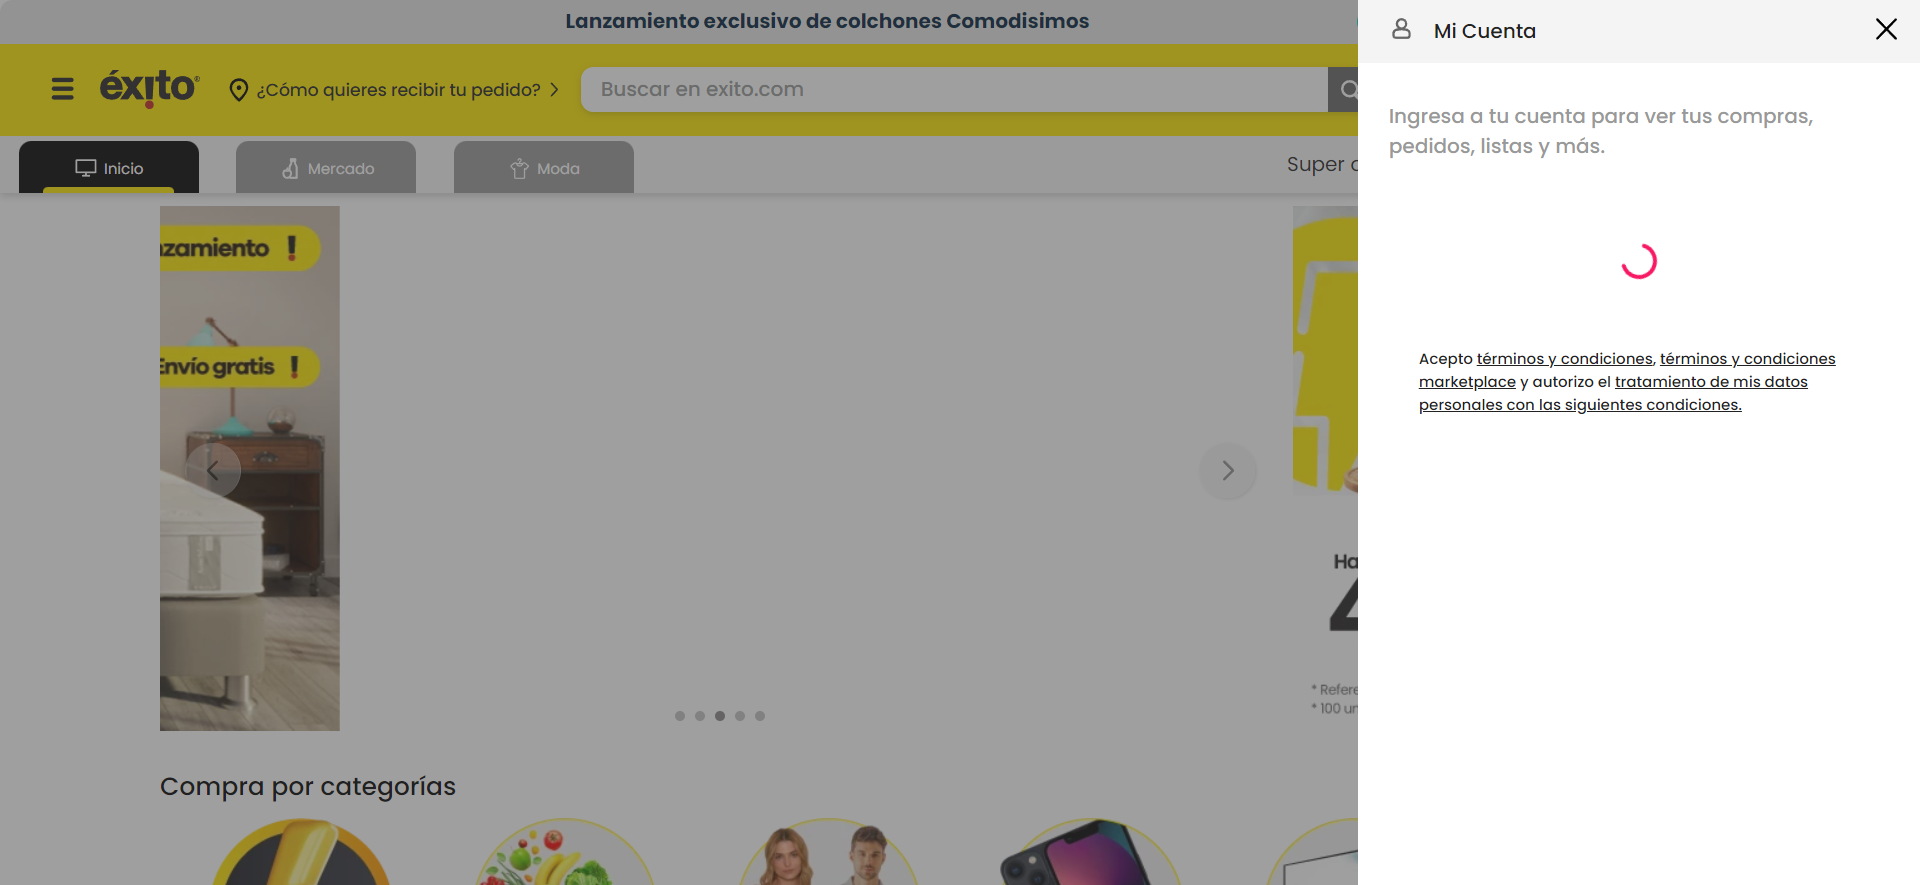 Lanzamiento exclusivo de colchones Comodisimos
éxito
¿Cómo quieres recibir tu pedido?
Buscar en exito.com
Inicio
Mercado
Moda
Super
nzamiento !
Envío gratis !
Ha
4
* Refere
* 100 un
Compra por categorías
Mi Cuenta
Ingresa a tu cuenta para ver tus compras,
pedidos, listas y más.
Acepto términos y condiciones, términos y condiciones
marketplace y autorizo el tratamiento de mis datos
personales con las siguientes condiciones.